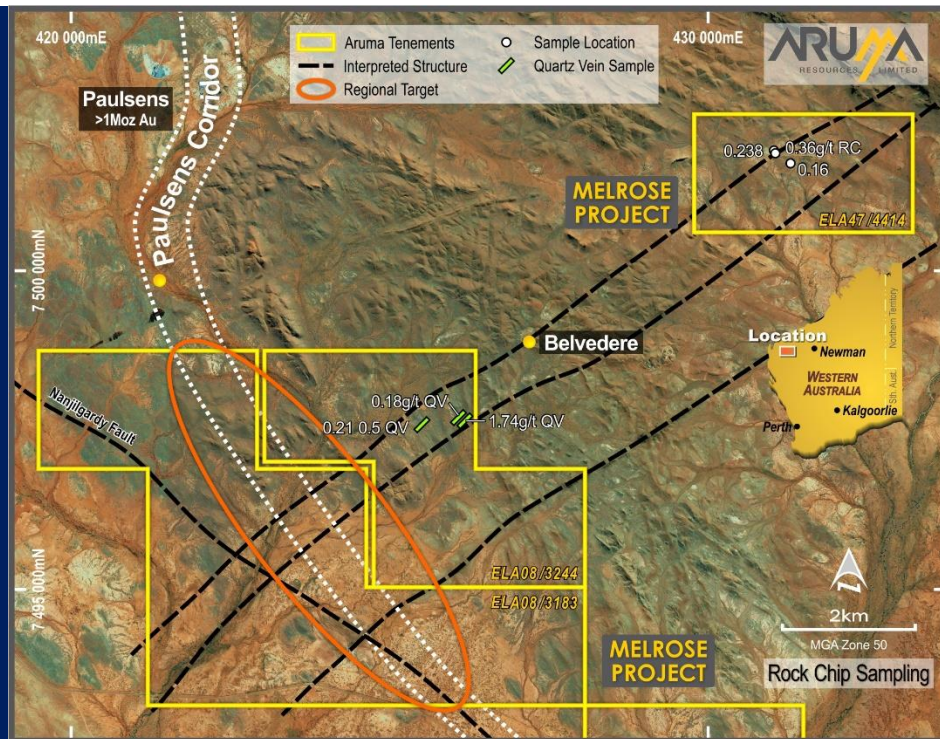 420 000mE
430 000mE
Aruma Tenements
Interpreted Structure
Regional Target
Sample Location
Quartz Vein Sample
ARUMA
RESOURCES LIMITED
Paulsens
>1Moz Au
Paulsens Corridor
0.238
0.36g/t RC
0.16
MELROSE
PROJECT
ELA47/4414
7 500 000mN
Belvedere
Location
Newman
WESTERN
AUSTRALIA
Kalgoorlie
Perth
Northern Territory
Sth. Aust.
Nanjilgardy Fault
0.18g/t QV
0.21 0.5 QV
1.74g/t QV
7 495 000mN
ELA08/3244
ELA08/3183
MELROSE
PROJECT
2km
MGA Zone 50
Rock Chip Sampling